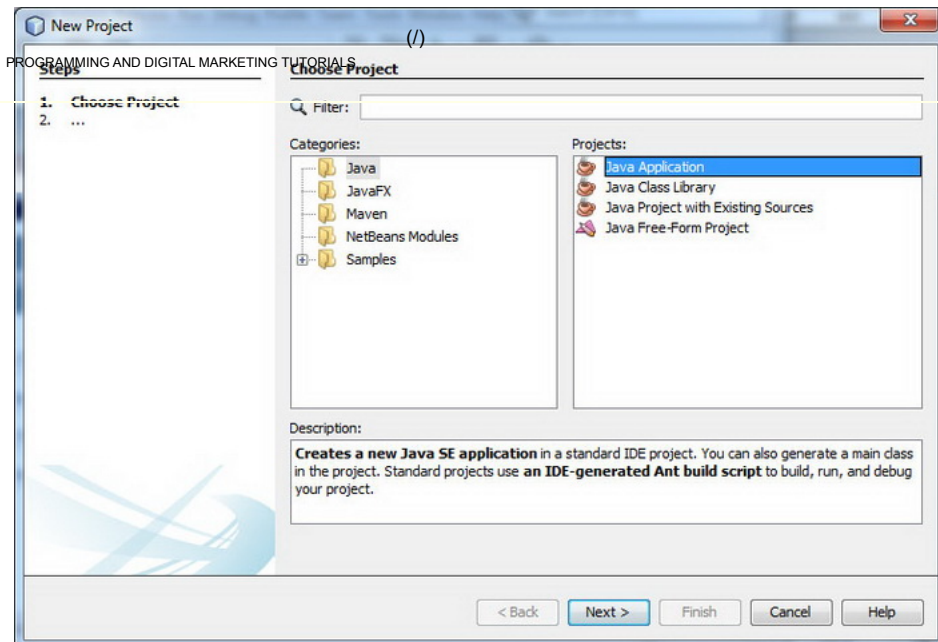 New Project
(/)
PROGRAMMING AND DIGITAL MARKETING TUTORIALS
Steps
1. Choose Project
2. ...
Choose Project
Filter:
Categories:
Java
JavaFX
Maven
NetBeans Modules
Samples
Projects:
Java Application
Java Class Library
Java Project with Existing Sources
Java Free-Form Project
Description:
Creates a new Java SE application in a standard IDE project. You can also generate a main class
in the project. Standard projects use an IDE-generated Ant build script to build, run, and debug
your project.
< Back
Next >
Finish
Cancel
Help